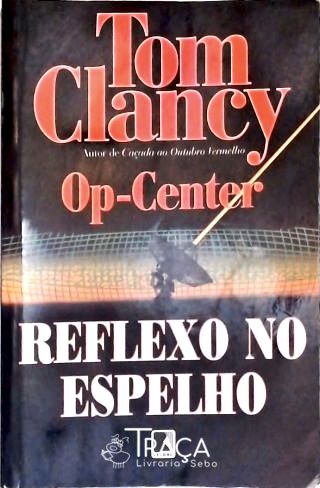 Tom
Clancy
Autor de Caçada ao Outubro Vermelho
Op-Center
REFLEXO NO
ESPELHO
TRAÇA
Livraria Sebo